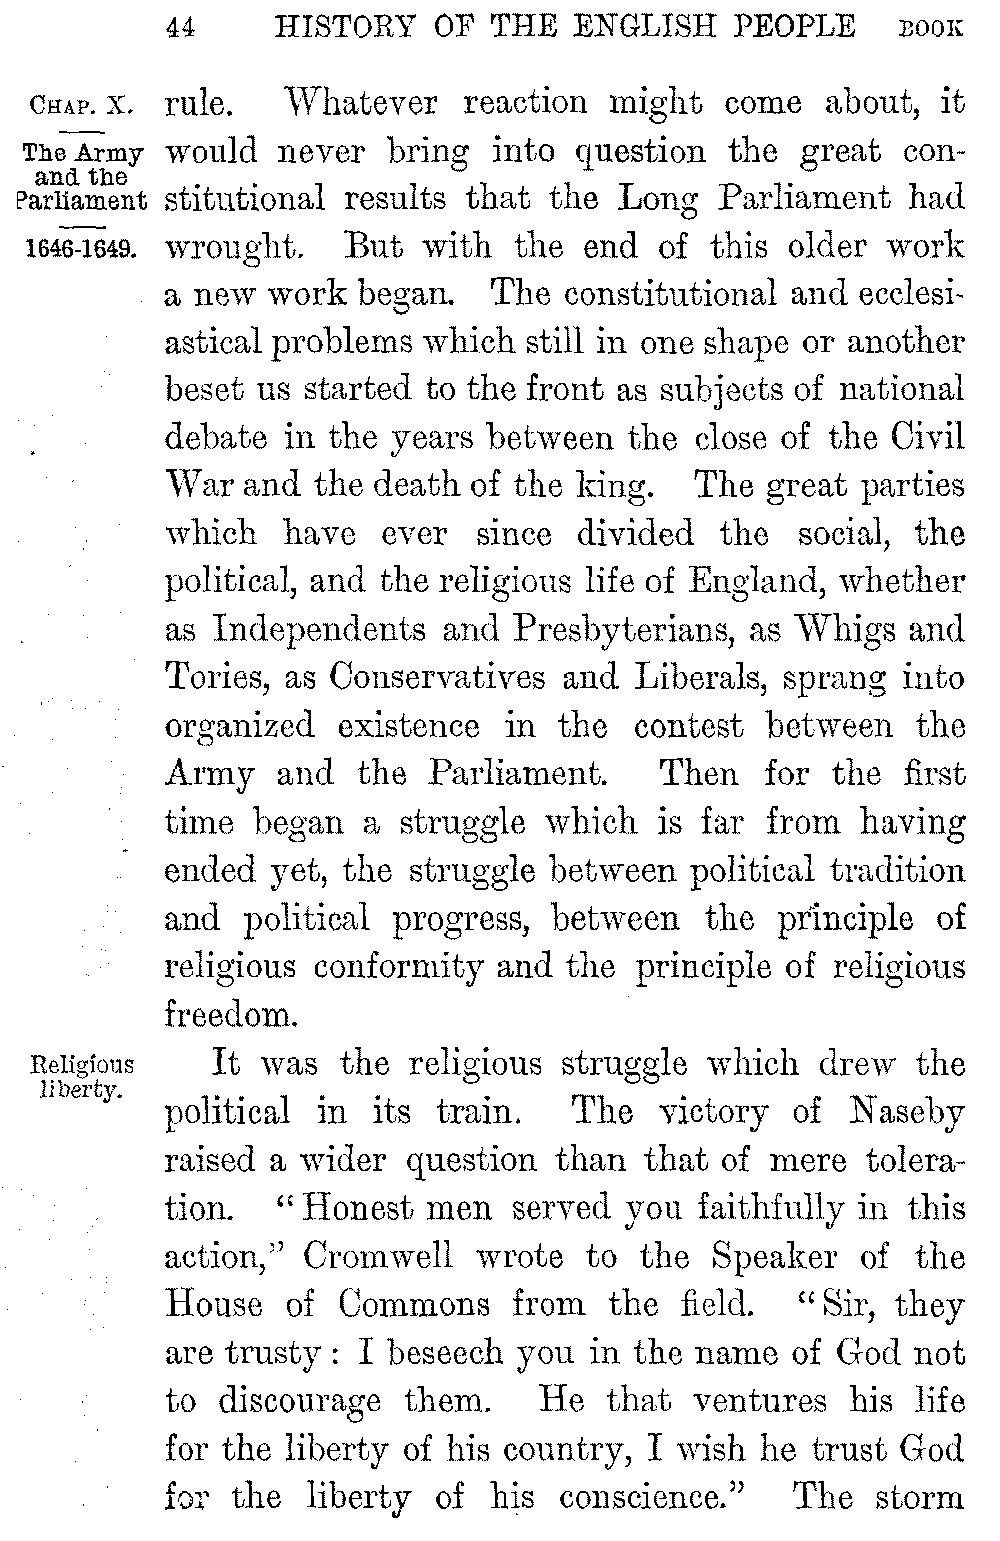 44 HISTORY OF THE ENGLISH PEOPLE BOOK
CHAP. X.
The Army
and the
Parliament
1646-1649.
rule. Whatever reaction might come about, it
would never bring into question the great con-
stitutional results that the Long Parliament had
wrought. But with the end of this older work
a new work began. The constitutional and ecclesi-
astical problems which still in one shape or another
beset us started to the front as subjects of national
debate in the years between the close of the Civil
War and the death of the king. The great parties
which have ever since divided the social, the
political, and the religious life of England, whether
as Independents and Presbyterians, as Whigs and
Tories, as Conservatives and Liberals, sprang into
organized existence in the contest between the
Army and the Parliament. Then for the first
time began a struggle which is far from having
ended yet, the struggle between political tradition
and political progress, between the principle of
religious conformity and the principle of religious
freedom.
Religious
liberty.
It was the religious struggle which drew the
political in its train. The victory of Naseby
raised a wider question than that of mere tolera-
tion. "Honest men served you faithfully in this
action," Cromwell wrote to the Speaker of the
House of Commons from the field. "Sir, they
are trusty: I beseech you in the name of God not
to discourage them. He that ventures his life
for the liberty of his country, I wish he trust God
for the liberty of his conscience." The storm